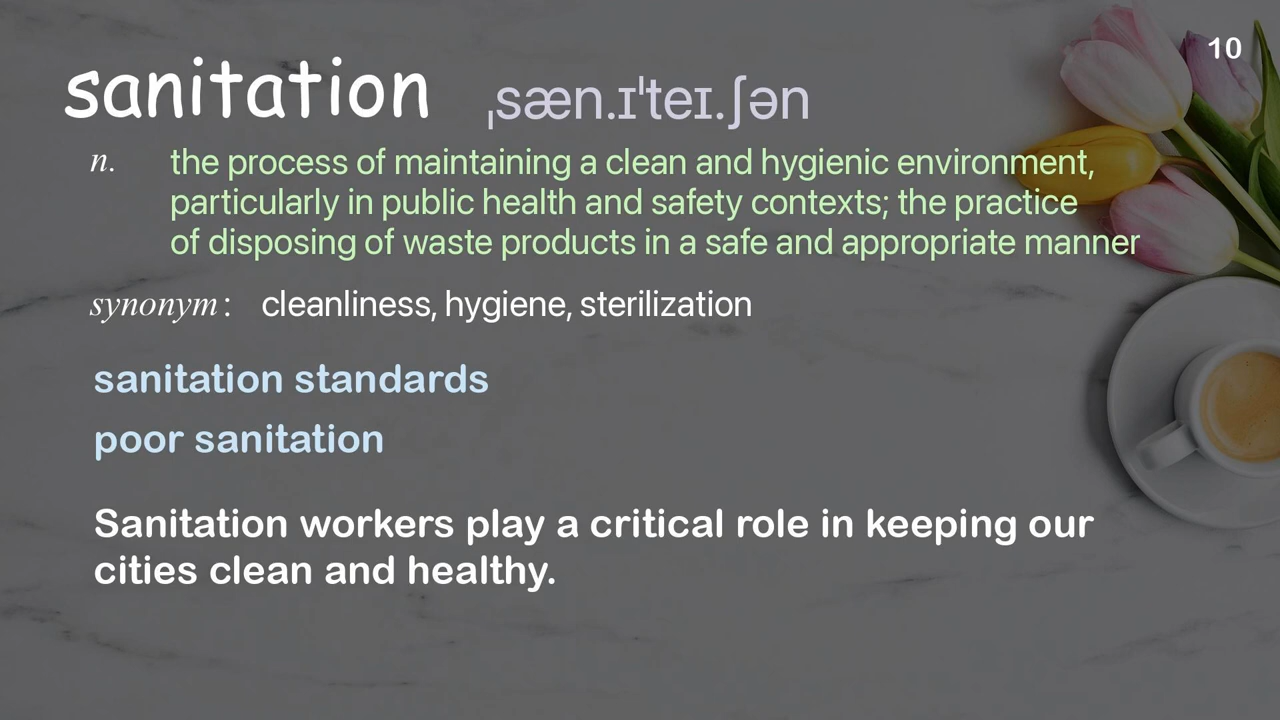 10
sanitation ˌsæn.ɪˈteɪ.ʃən
n. the process of maintaining a clean and hygienic environment,
particularly in public health and safety contexts; the practice
of disposing of waste products in a safe and appropriate manner
synonym: cleanliness, hygiene, sterilization
sanitation standards
poor sanitation
Sanitation workers play a critical role in keeping our
cities clean and healthy.